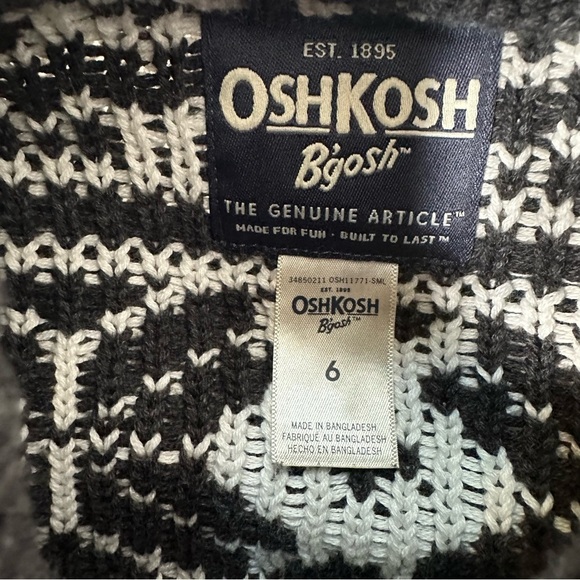 EST. 1895
OSHKOSH
B'gosh™
THE GENUINE ARTICLE™
MADE FOR FUN · BUILT TO LAST™
34850211 OSH11771-SML
EST. 1895
OSHKOSH
B'gosh™
6
MADE IN BANGLADESH
FABRIQUÉ AU BANGLADESH
HECHO EN BANGLADESH